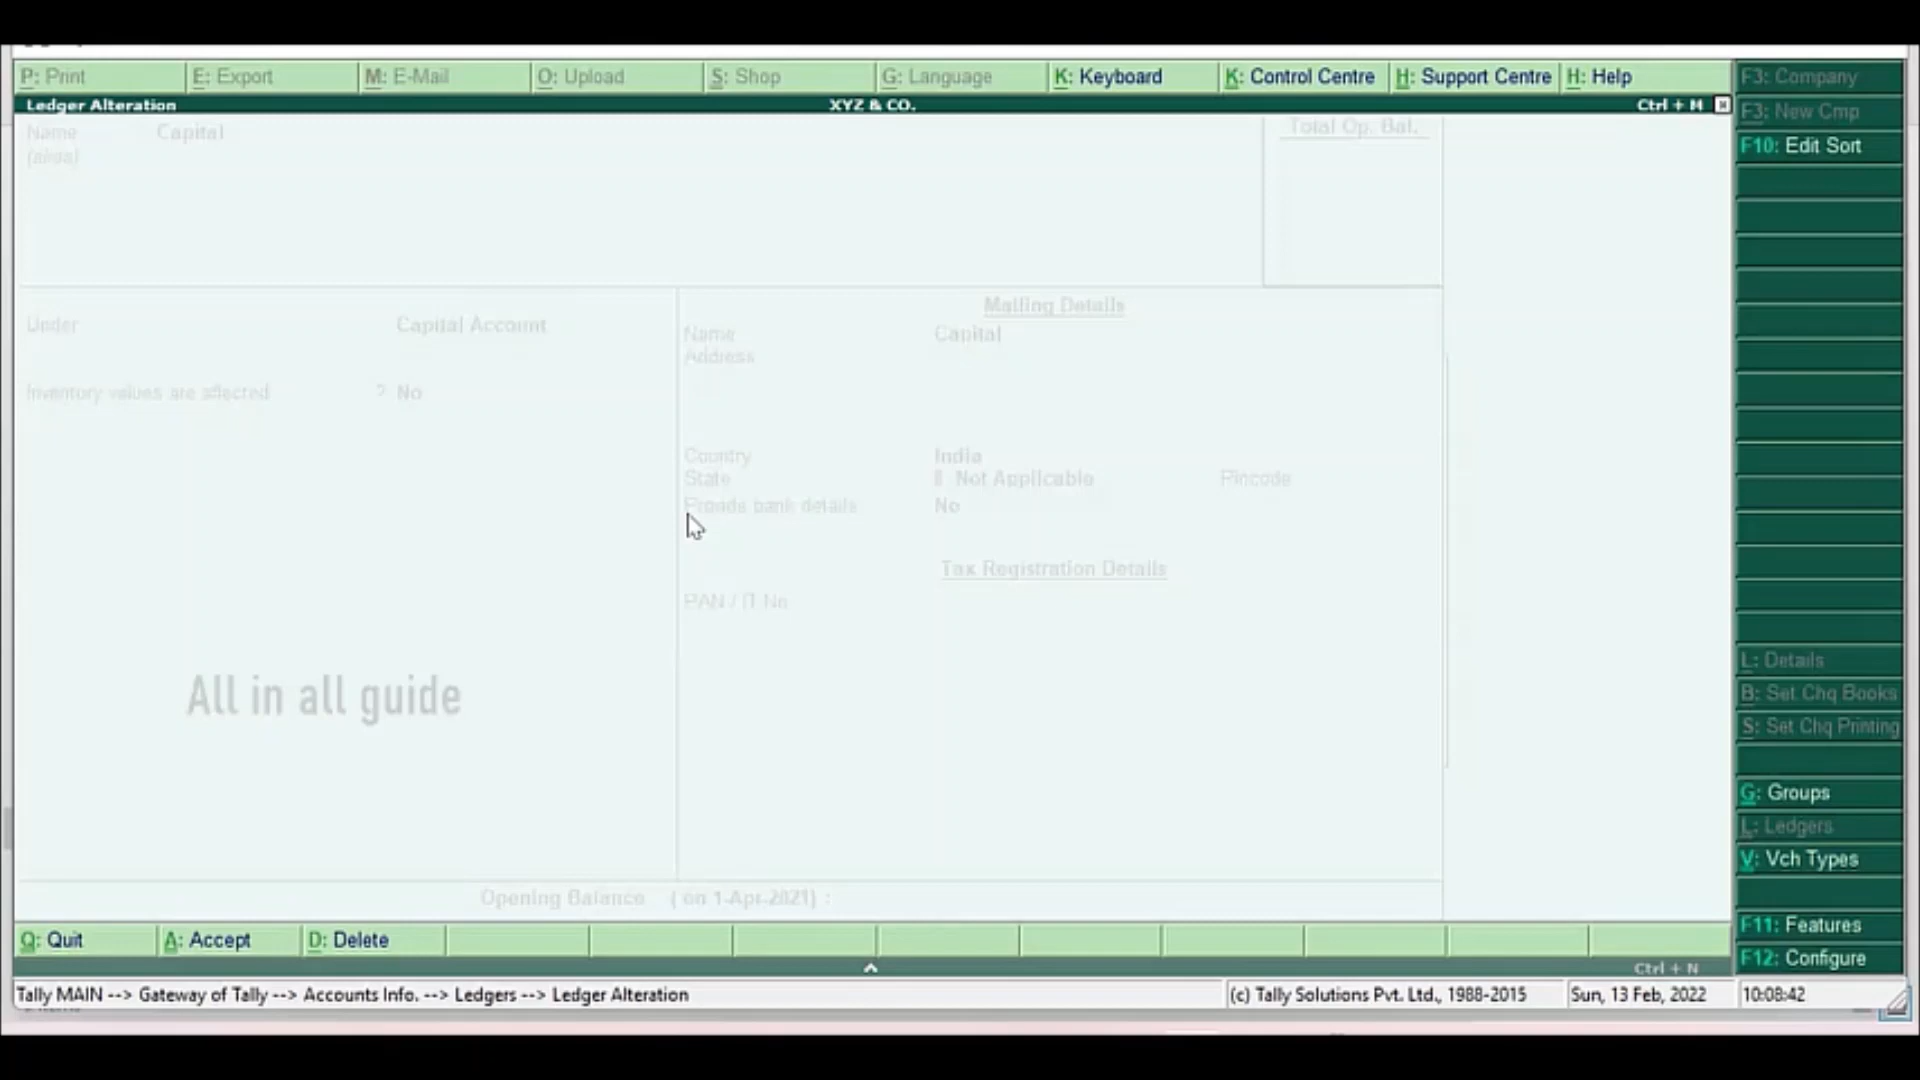 P: Print E: Export M: E-Mail O: Upload S: Shop G: Language K: Keyboard K: Control Centre H: Support Centre H: Help F3: Company
Ledger Alteration XYZ & CO. Ctrl + M
F3: New Cmp
Name Capital Total Op. Bal.
(alias)
F10: Edit Sort
Mailing Details
Under Capital Account
Name Capital
Address
Inventory values are affected ? No
Country India
State Not Applicable Pincode
Provide bank details No
Tax Registration Details
PAN / IT No
L: Details
All in all guide
B: Set Chq Books
S: Set Chq Printing
G: Groups
L: Ledgers
V: Vch Types
Opening Balance ( on 1-Apr-2021) :
F11: Features
Q: Quit A: Accept D: Delete
F12: Configure
Ctrl + N
Tally MAIN --> Gateway of Tally --> Accounts Info. --> Ledgers --> Ledger Alteration (c) Tally Solutions Pvt. Ltd., 1988-2015 Sun, 13 Feb, 2022 10:08:42